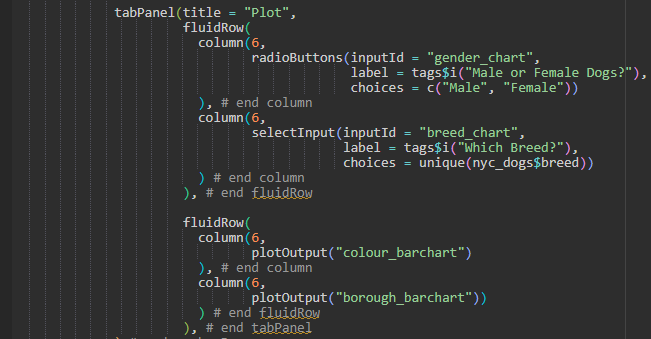 tabPanel(title = "Plot",
fluidRow(
column(6,
radioButtons(inputId = "gender_chart",
label = tags$i("Male or Female Dogs?"),
choices = c("Male", "Female"))
), # end column
column(6,
selectInput(inputId = "breed_chart",
label = tags$i("Which Breed?"),
choices = unique(nyc_dogs$breed))
) # end column
), # end fluidRow
fluidRow(
column(6,
plotOutput("colour_barchart")
), # end column
column(6,
plotOutput("borough_barchart"))
) # end fluidRow
), # end tabPanel